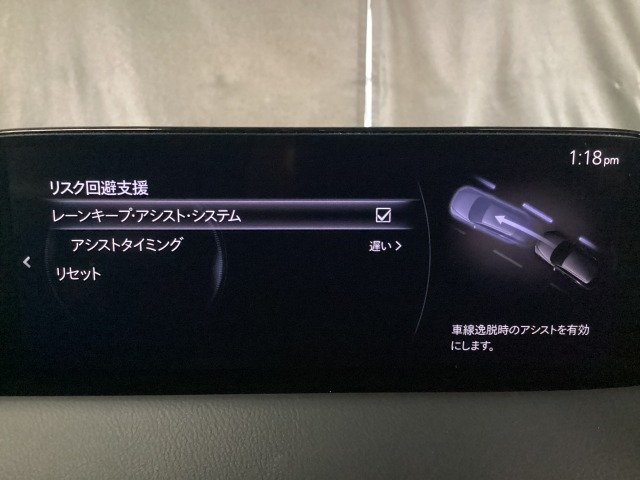 1:18pm
リスク回避支援
レーンキープ・アシスト・システム
アシストタイミング 遅い
リセット
車線逸脱時のアシストを有効
にします。